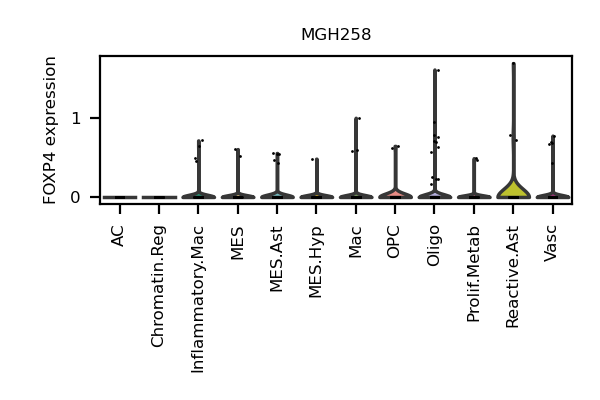 MGH258
FOXP4 expression
1
0
AC
Chromatin.Reg
Inflammatory.Mac
MES
MES.Ast
MES.Hyp
Mac
OPC
Oligo
Prolif.Metab
Reactive.Ast
Vasc